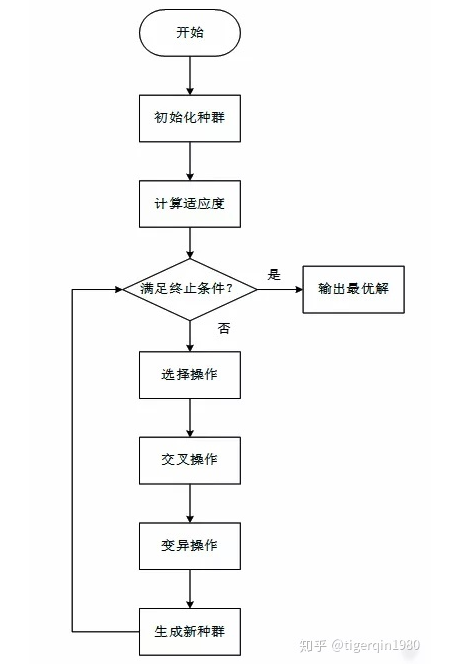 开始
初始化种群
计算适应度
满足终止条件？
是
输出最优解
否
选择操作
交叉操作
变异操作
生成新种群
知乎 @tigerqin1980